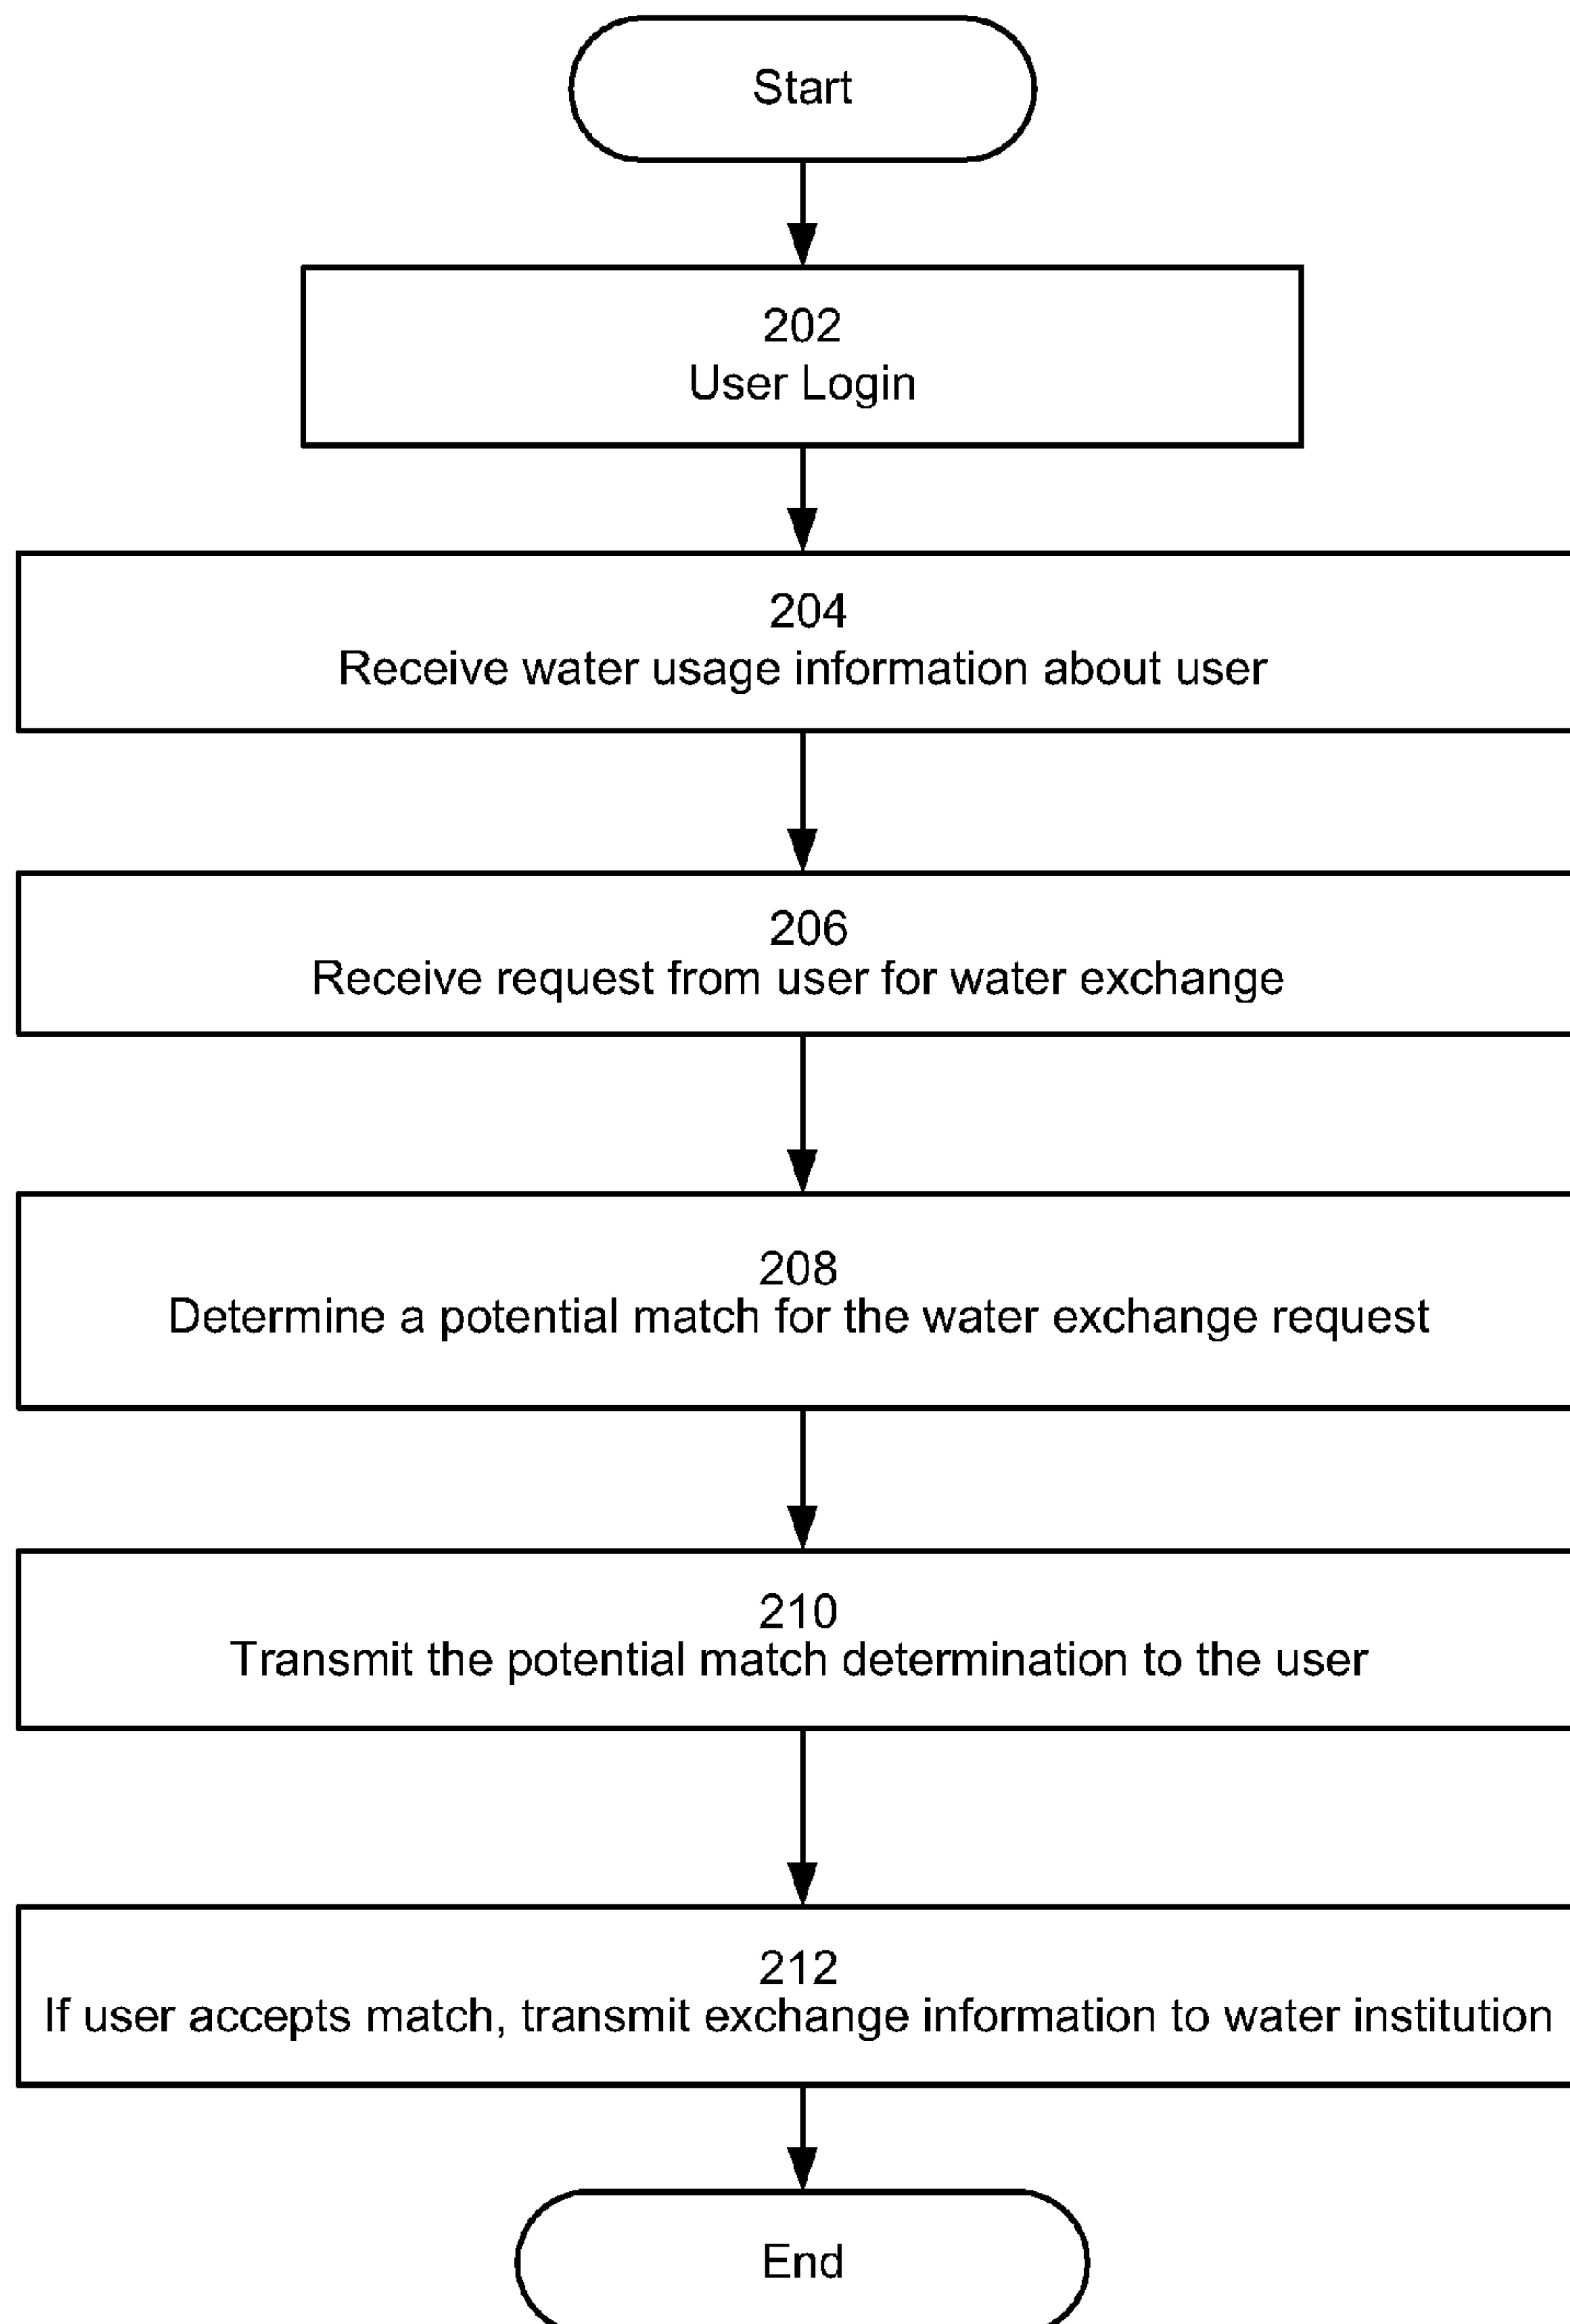 Start
202
User Login
204
Receive water usage information about user
206
Receive request from user for water exchange
208
Determine a potential match for the water exchange request
210
Transmit the potential match determination to the user
212
If user accepts match, transmit exchange information to water institution
End